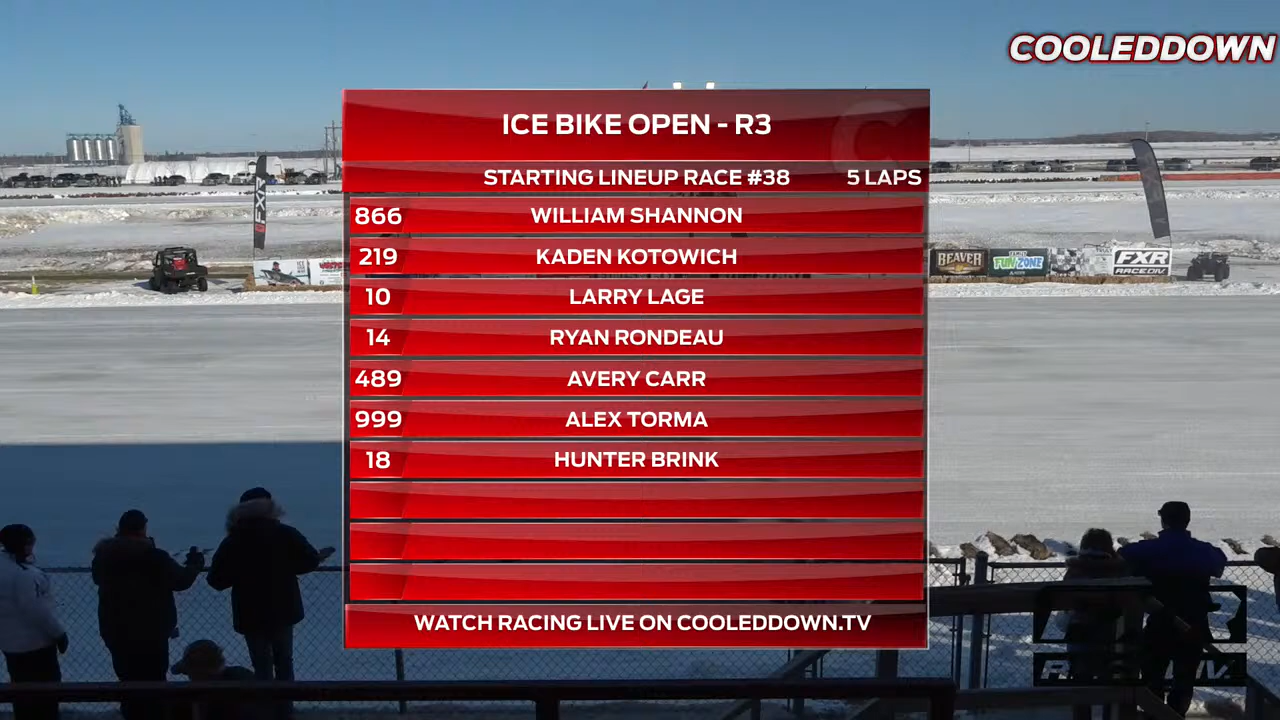 COOLEDDOWN
ICE BIKE OPEN - R3
STARTING LINEUP RACE #38 5 LAPS
866 WILLIAM SHANNON
219 KADEN KOTOWICH
10 LARRY LAGE
14 RYAN RONDEAU
489 AVERY CARR
999 ALEX TORMA
18 HUNTER BRINK
WATCH RACING LIVE ON COOLEDDOWN.TV
FXR
BEAVER
FUN ZONE
FXR
RACE DIV